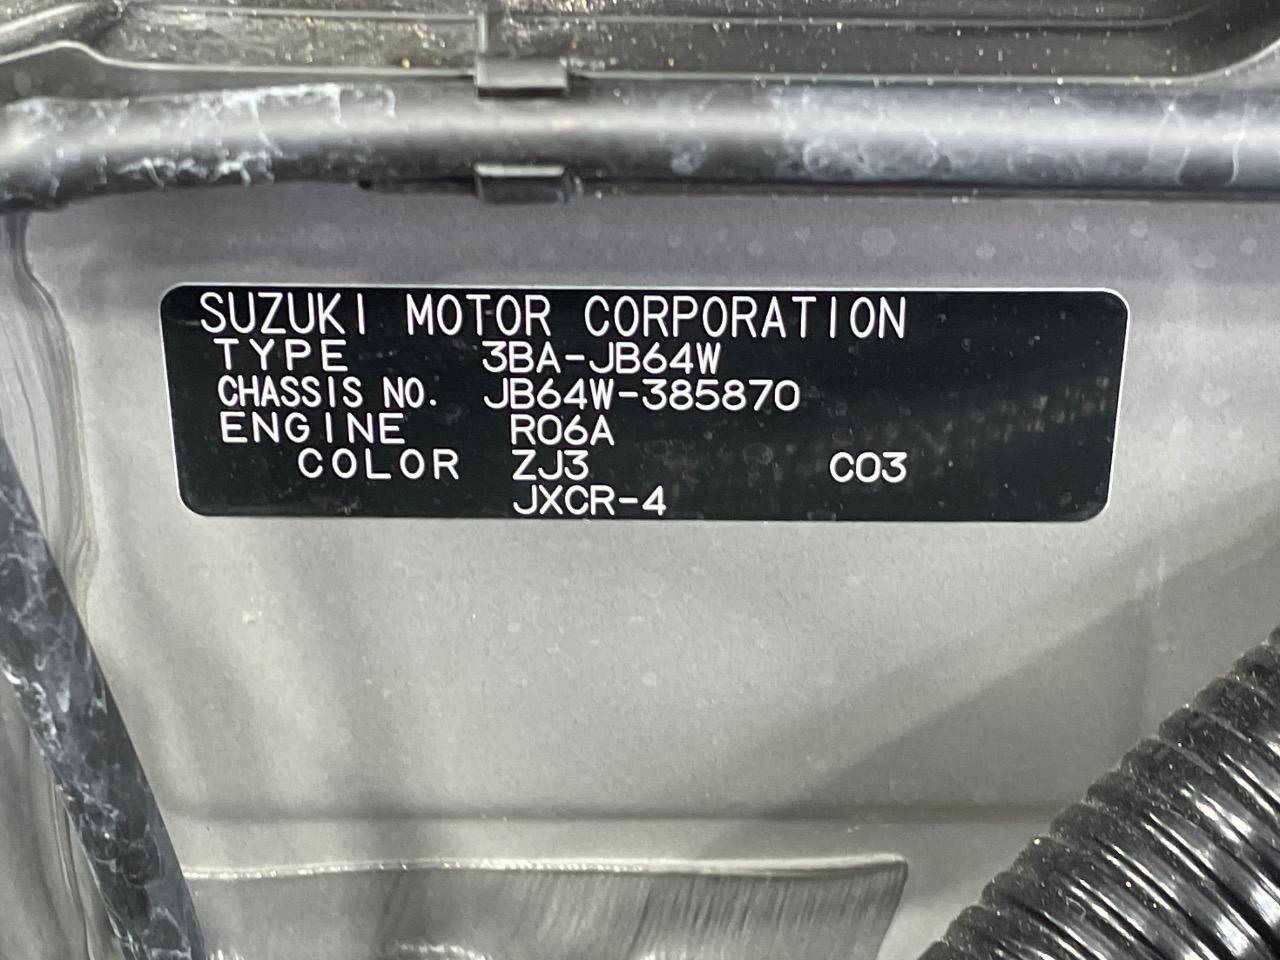 SUZUKI MOTOR CORPORATION
TYPE 3BA-JB64W
CHASSIS NO. JB64W-385870
ENGINE R06A
COLOR ZJ3 C03
JXCR-4